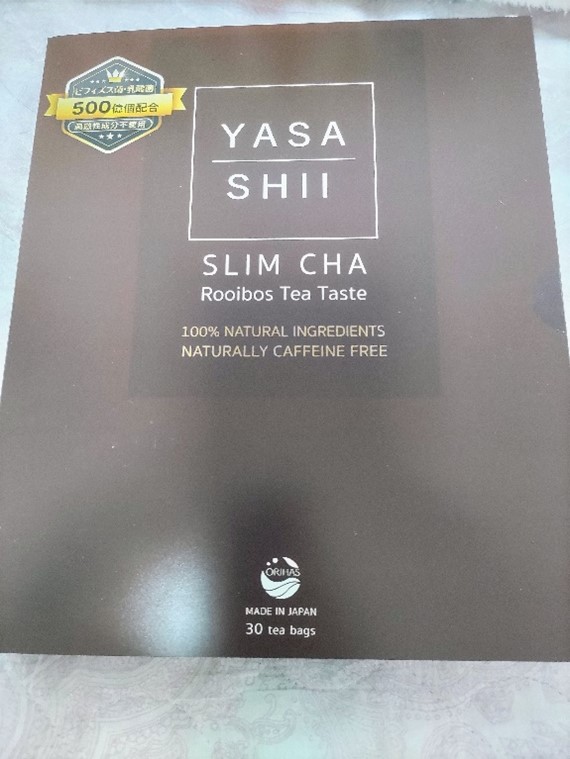 ビフィズス菌・乳酸菌
500億個配合
YASA
SHII
SLIM CHA
Rooibos Tea Taste
100% NATURAL INGREDIENTS
NATURALLY CAFFEINE FREE
ORIHAS
MADE IN JAPAN
30 tea bags